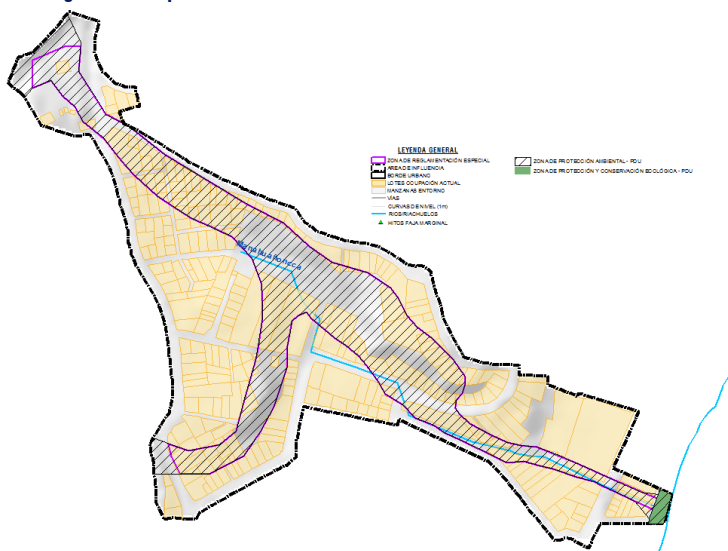 LEYENDA GENERAL
ZONA DE REGLAMENTACIÓN ESPECIAL
AREA DE INFLUENCIA
BORDE URBANO
LOTES OCUPACIÓN ACTUAL
MANZANAS ENTORNO
VÍAS
CURVAS DE NIVEL (1m)
RIOS/RIACHUELOS
HITOS FAJA MARGINAL
ZONA DE PROTECCIÓN AMBIENTAL - PDU
ZONA DE PROTECCIÓN Y CONSERVACIÓN ECOLÓGICA - PDU